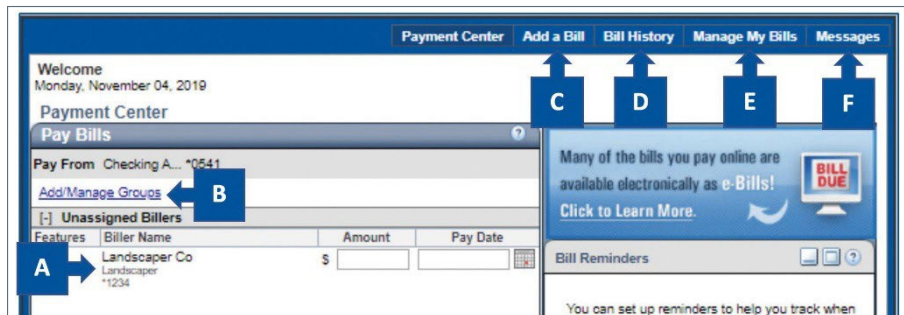 Payment Center Add a Bill Bill History Manage My Bills Messages
C D E F
Welcome
Monday, November 04, 2019
Payment Center
Pay Bills ?
Pay From Checking A... *0541
Add/Manage Groups B
[-] Unassigned Billers
Features Biller Name Amount Pay Date
A
Landscaper Co $
Landscaper
*1234
Many of the bills you pay online are
available electronically as e-Bills!
Click to Learn More.
BILL
DUE
Bill Reminders ?
You can set up reminders to help you track when